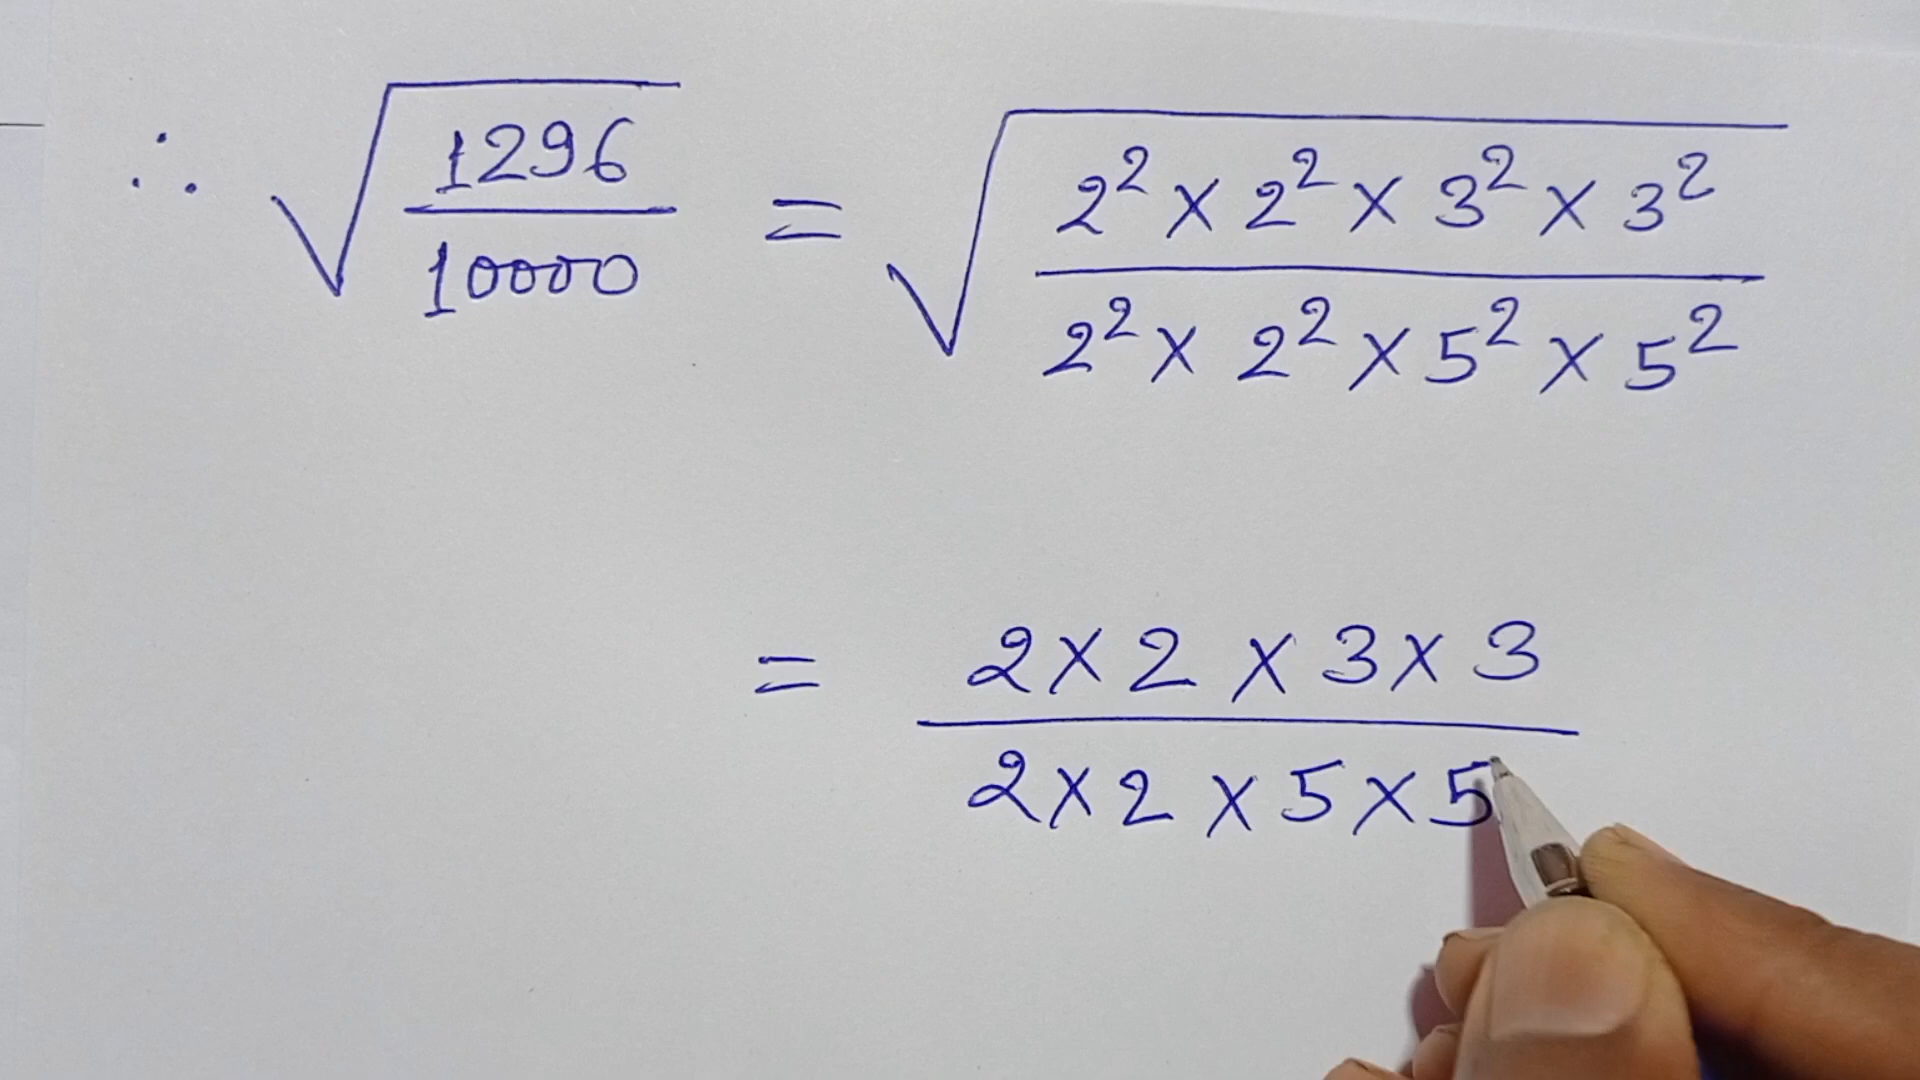 ∴ √(1296/10000) = √((2² × 2² × 3² × 3²)/(2² × 2² × 5² × 5²))
= (2 × 2 × 3 × 3)/(2 × 2 × 5 × 5)